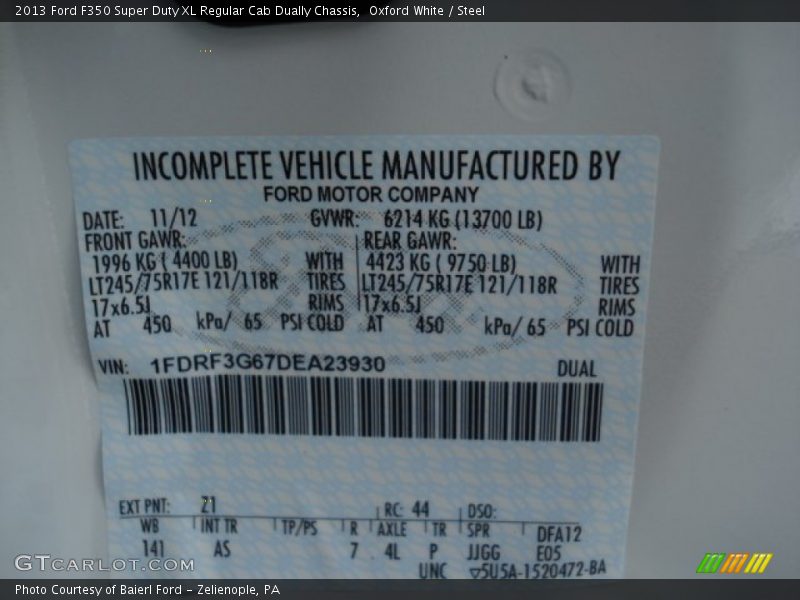 2013 Ford F350 Super Duty XL Regular Cab Dually Chassis,  Oxford White / Steel
INCOMPLETE VEHICLE MANUFACTURED BY
FORD MOTOR COMPANY
DATE: 11/12 GVWR: 6214 KG (13700 LB)
FRONT GAWR: REAR GAWR:
1996 KG ( 4400 LB) WITH 4423 KG ( 9750 LB) WITH
LT245/75R17E 121/118R TIRES LT245/75R17E 121/118R TIRES
17x6.5J RIMS 17x6.5J RIMS
AT 450 kPa/ 65 PSI COLD AT 450 kPa/ 65 PSI COLD
VIN: 1FDRF3G67DEA23930 DUAL
EXT PNT: Z1 RC: 44 DSO:
WB INT TR TP/PS R AXLE TR SPR DFA12
141 AS 7 4L P JJGG E05
UNC ▽5U5A-1520472-BA
GTCARLOT.COM
Photo Courtesy of Baierl Ford – Zelienople, PA